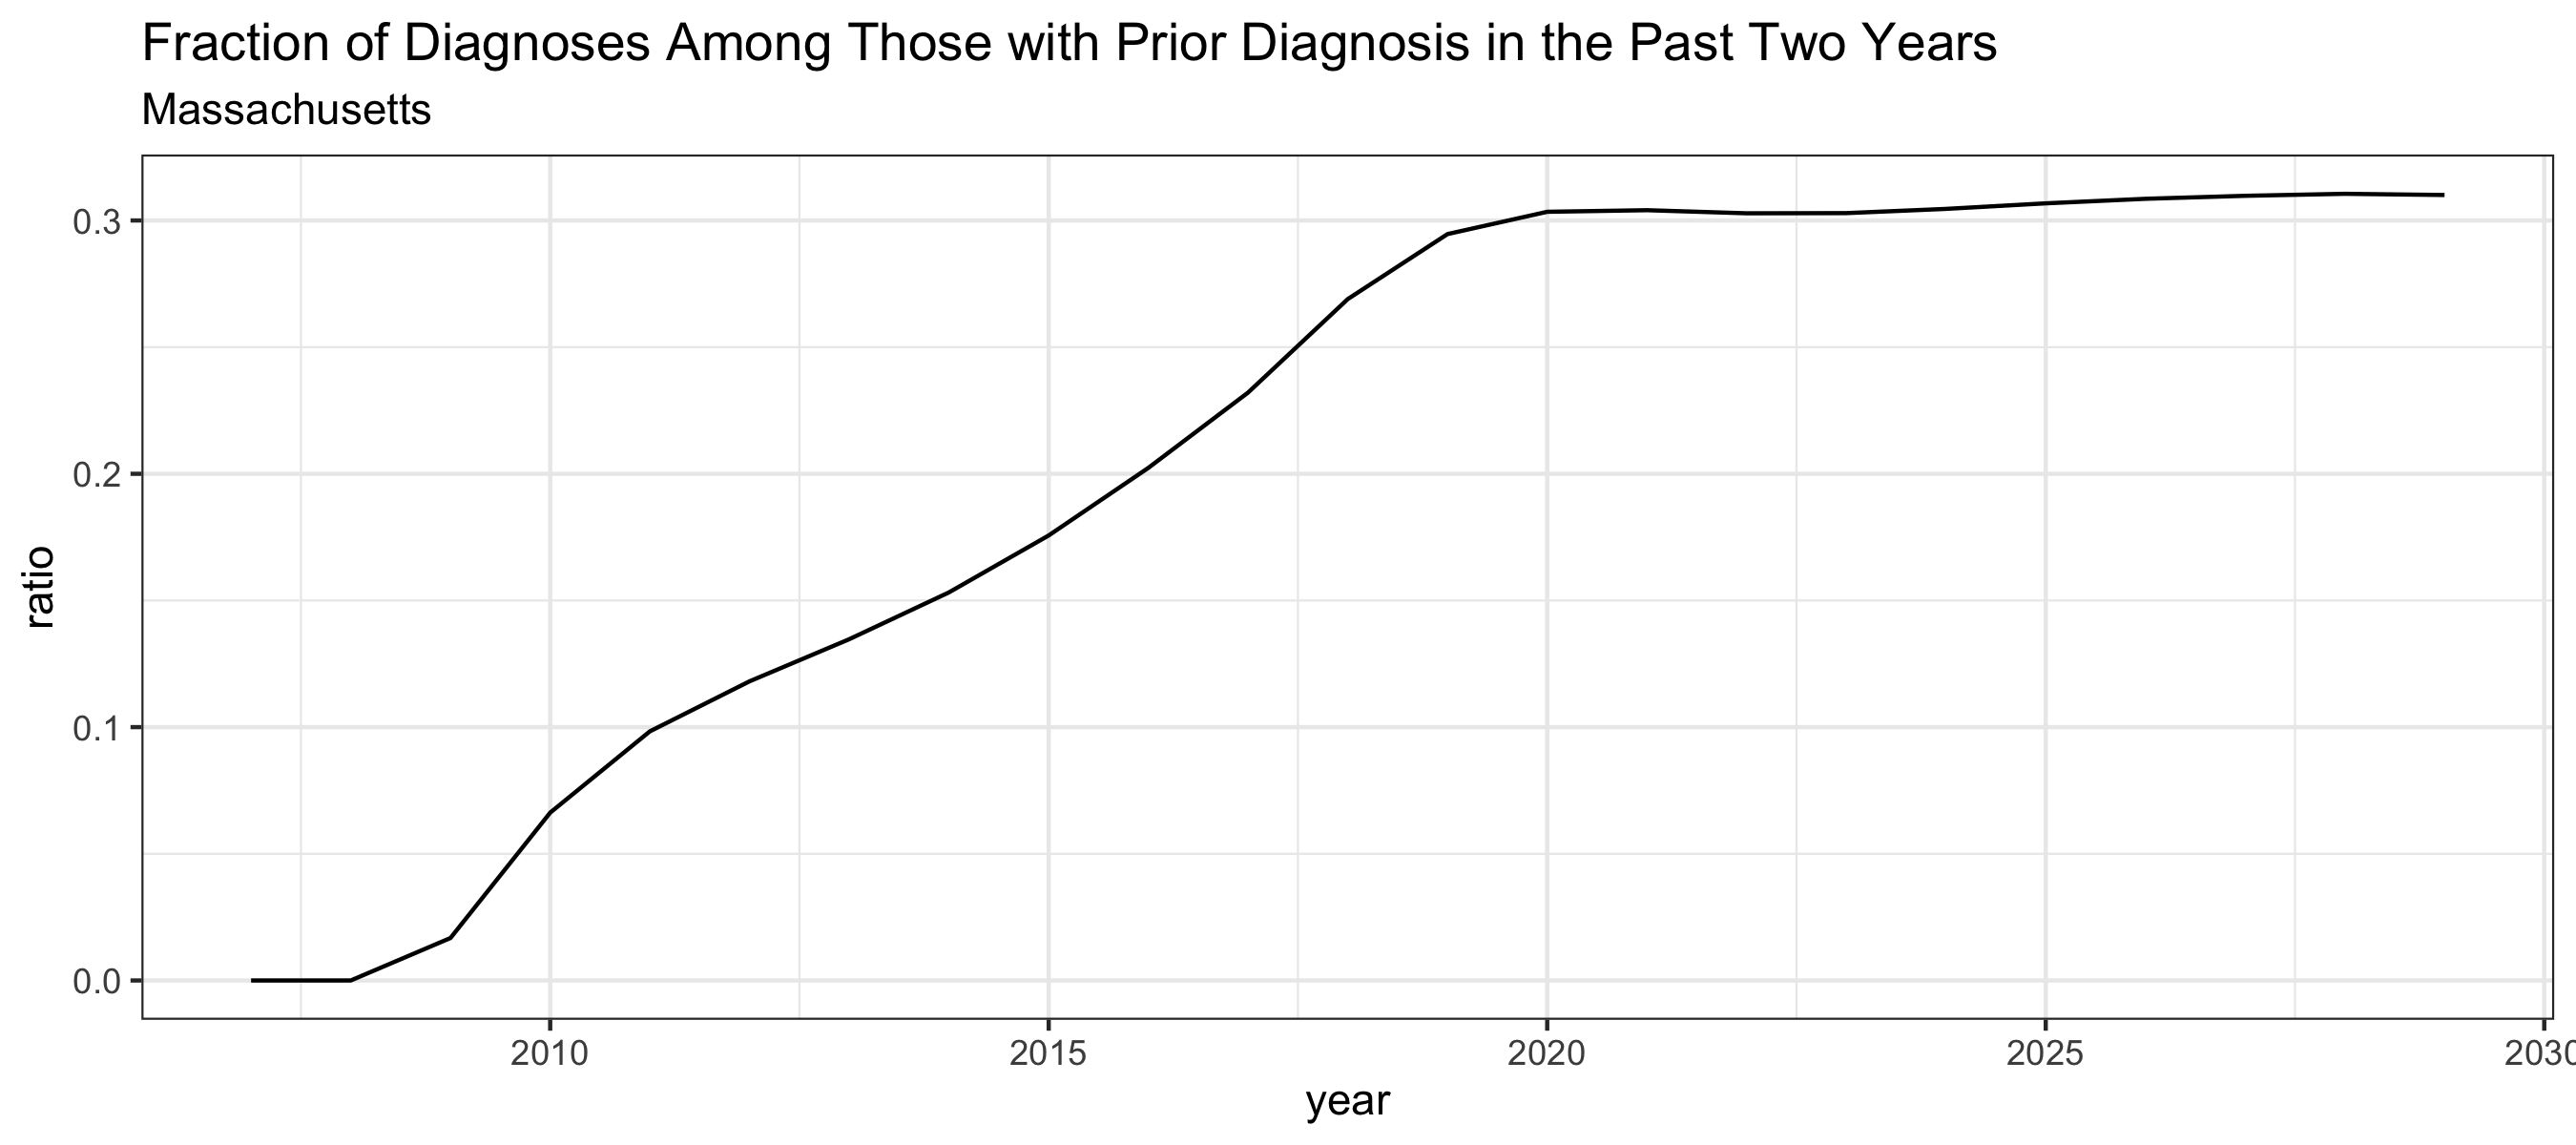 Fraction of Diagnoses Among Those with Prior Diagnosis in the Past Two Years
Massachusetts
0.3
0.2
0.1
0.0
ratio
2010 2015 2020 2025 2030
year